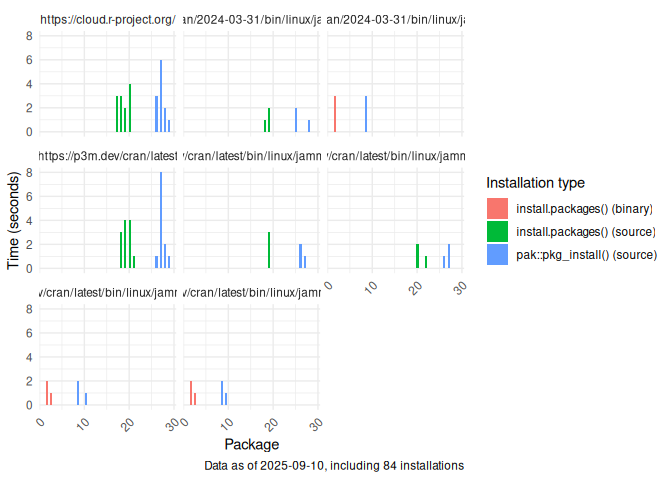 https://cloud.r-project.org/
an/2024-03-31/bin/linux/ja
an/2024-03-31/bin/linux/ja
8
6
4
2
0
https://p3m.dev/cran/latest
/cran/latest/bin/linux/jamm
/cran/latest/bin/linux/jamm
8
6
4
2
0
Time (seconds)
0
10
20
30
/cran/latest/bin/linux/jamm
/cran/latest/bin/linux/jamm
8
6
4
2
0
0
10
20
30
0
10
20
30
Package
Installation type
install.packages() (binary)
install.packages() (source)
pak::pkg_install() (source)
Data as of 2025-09-10, including 84 installations